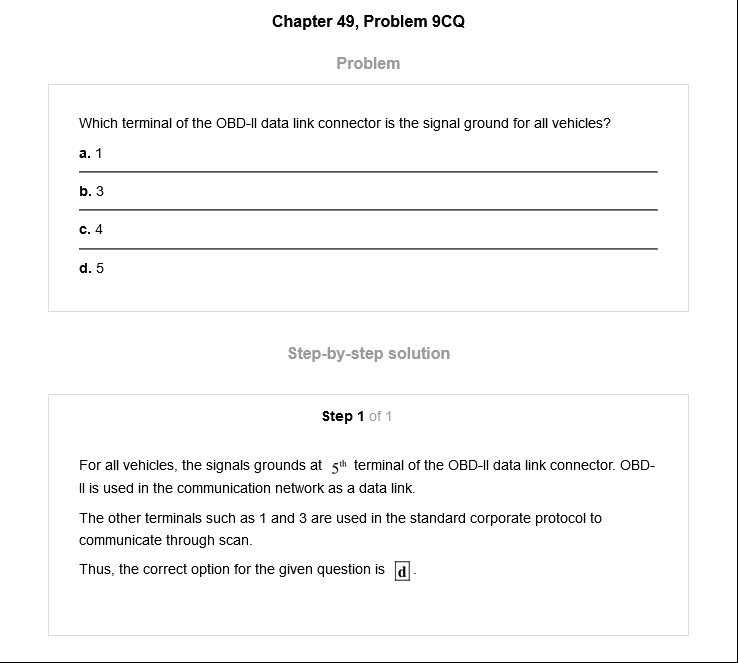 Chapter 49, Problem 9CQ
Problem
Which terminal of the OBD-II data link connector is the signal ground for all vehicles?
a. 1
b. 3
c. 4
d. 5
Step-by-step solution
Step 1 of 1
For all vehicles, the signals grounds at 5th terminal of the OBD-II data link connector. OBD-
II is used in the communication network as a data link.
The other terminals such as 1 and 3 are used in the standard corporate protocol to
communicate through scan.
Thus, the correct option for the given question is d.